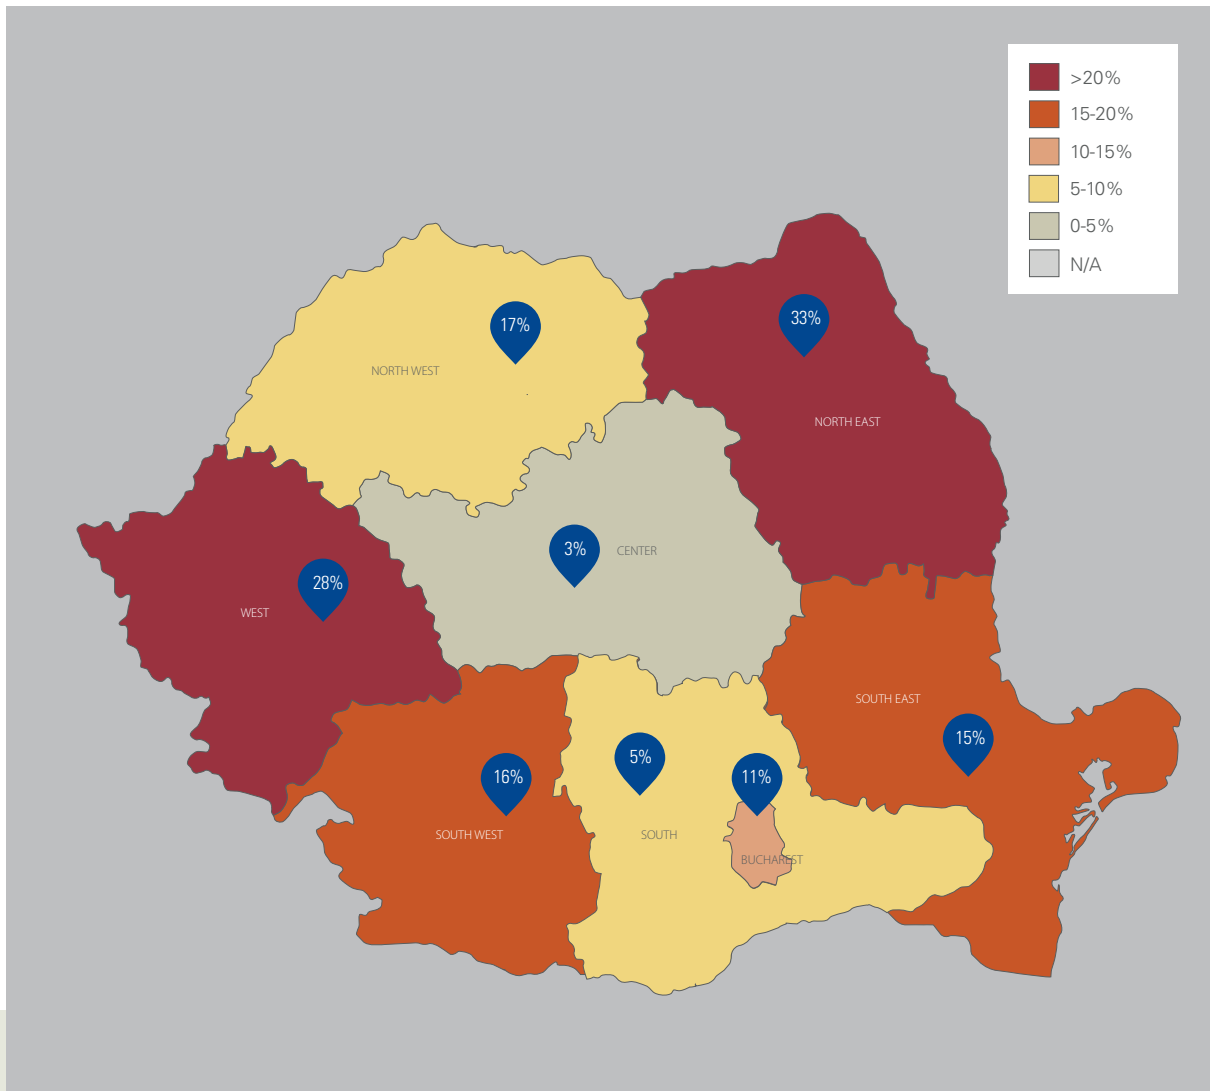 >20%
15-20%
10-15%
5-10%
0-5%
N/A
17%
33%
NORTH WEST
NORTH EAST
3%
CENTER
28%
WEST
SOUTH EAST
15%
5%
16%
11%
SOUTH WEST
SOUTH
BUCHAREST